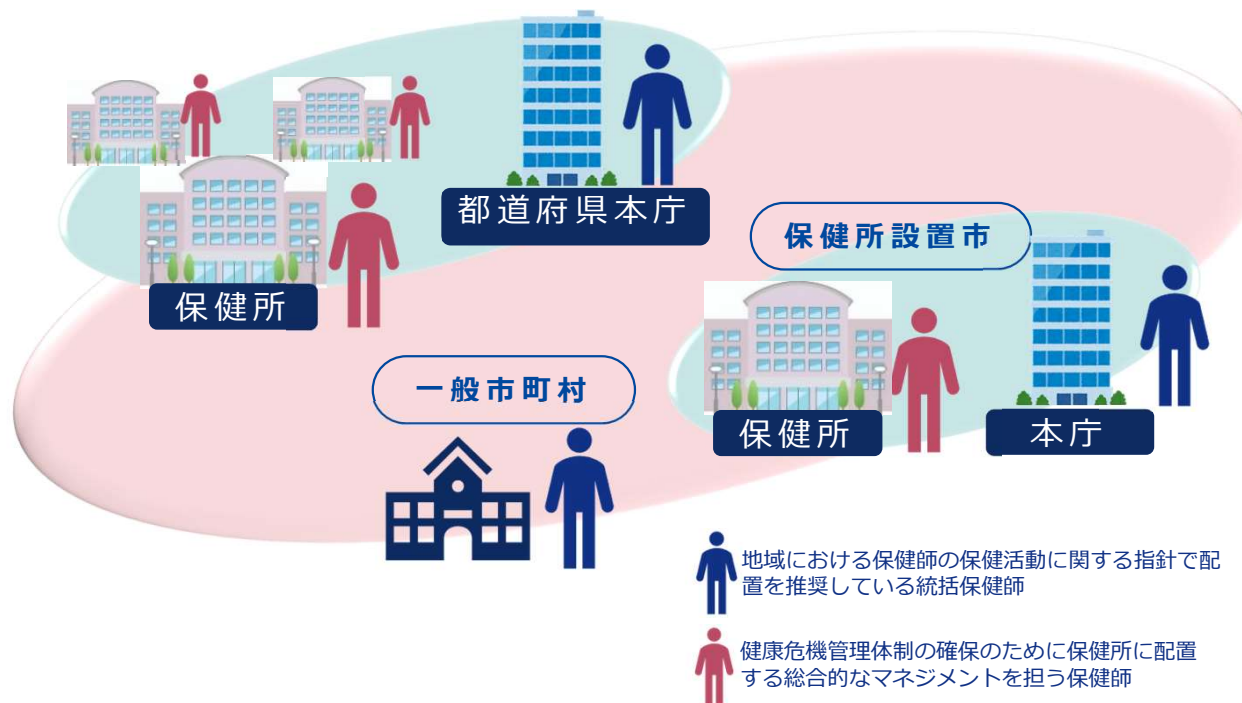 都道府県本庁
保健所設置市
保健所
一般市町村
保健所
本庁
地域における保健師の保健活動に関する指針で配
置を推奨している統括保健師
健康危機管理体制の確保のために保健所に配置
する総合的なマネジメントを担う保健師